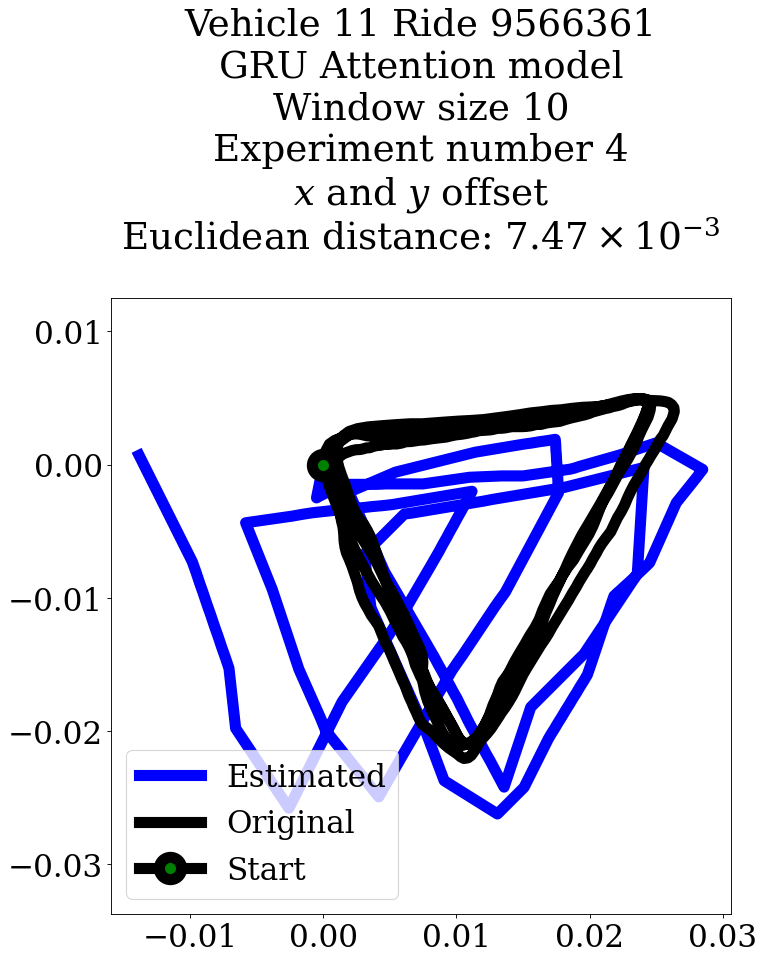 Vehicle 11 Ride 9566361
GRU Attention model
Window size 10
Experiment number 4
x and y offset
Euclidean distance: 7.47 × 10⁻³
0.01
0.00
−0.01
−0.02
−0.03
Estimated
Original
Start
−0.01 0.00 0.01 0.02 0.03